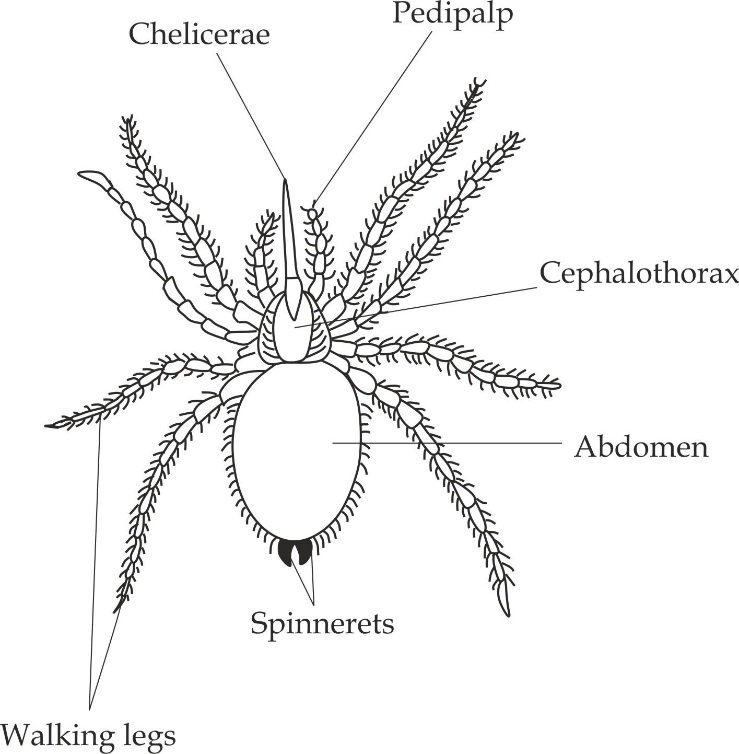 Pedipalp
Chelicerae
Cephalothorax
Abdomen
Spinnerets
Walking legs